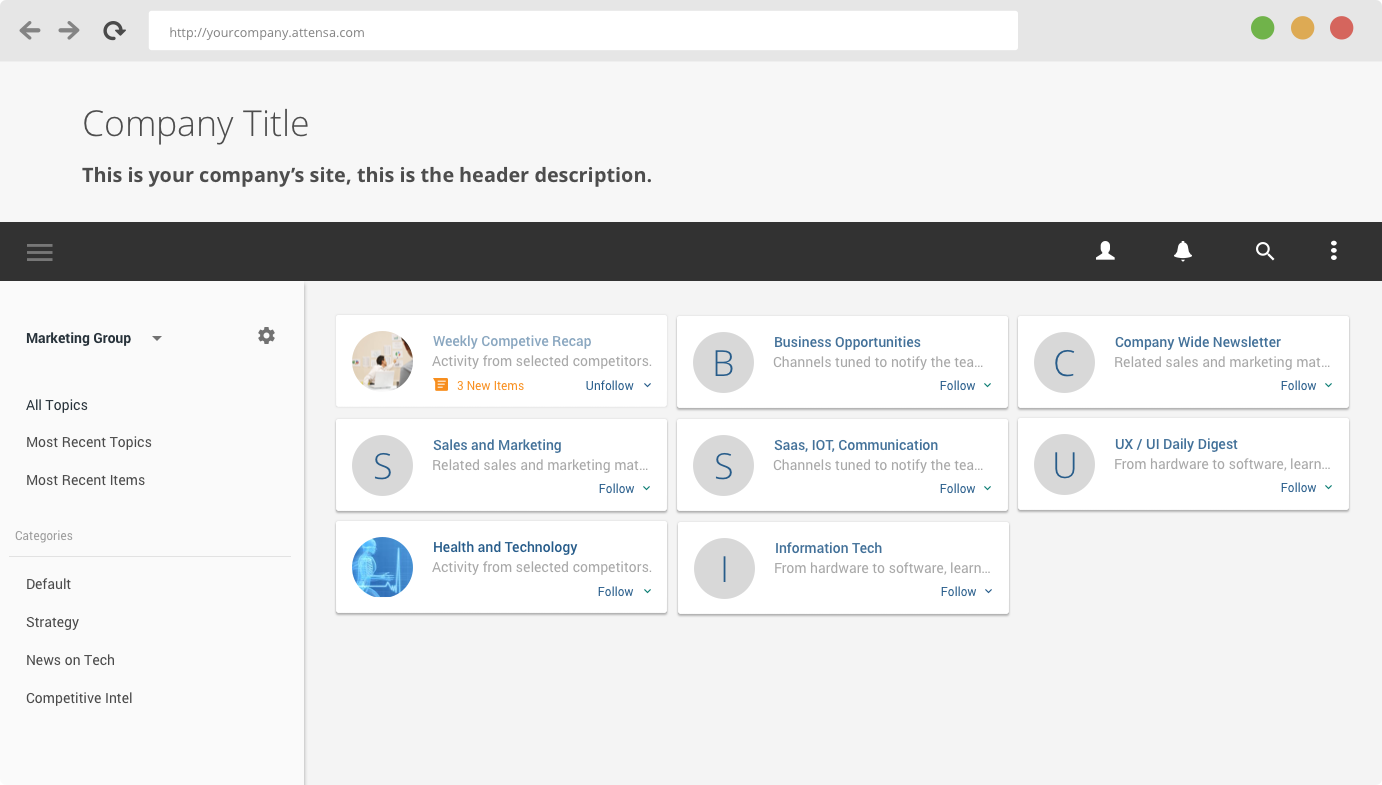 http://yourcompany.attensa.com
Company Title
This is your company’s site, this is the header description.
Marketing Group
All Topics
Most Recent Topics
Most Recent Items
Categories
Default
Strategy
News on Tech
Competitive Intel
Weekly Competive Recap
Activity from selected competitors.
3 New Items
Unfollow
B
Business Opportunities
Channels tuned to notify the tea...
Follow
C
Company Wide Newsletter
Related sales and marketing mat...
Follow
S
Sales and Marketing
Related sales and marketing mat...
Follow
S
Saas, IOT, Communication
Channels tuned to notify the tea...
Follow
U
UX / UI Daily Digest
From hardware to software, learn...
Follow
Health and Technology
Activity from selected competitors.
Follow
I
Information Tech
From hardware to software, learn...
Follow